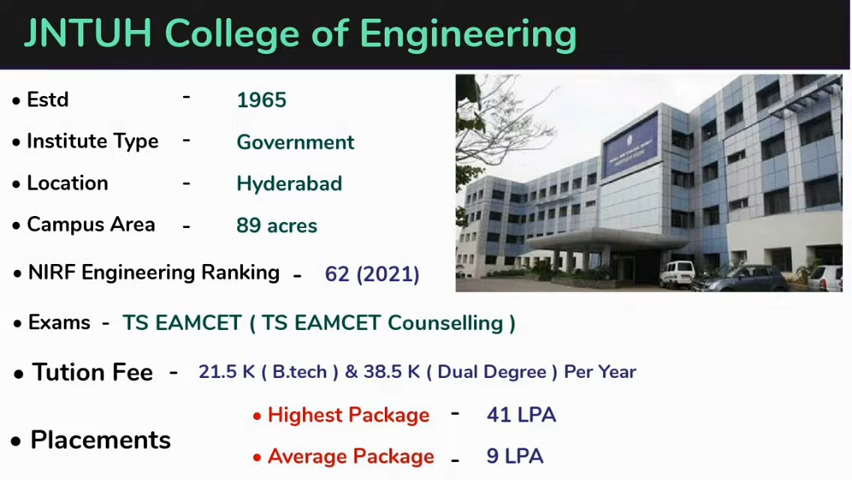 JNTUH College of Engineering
• Estd - 1965
• Institute Type - Government
• Location - Hyderabad
• Campus Area - 89 acres
• NIRF Engineering Ranking - 62 (2021)
• Exams - TS EAMCET ( TS EAMCET Counselling )
• Tution Fee - 21.5 K ( B.tech ) & 38.5 K ( Dual Degree ) Per Year
• Placements
• Highest Package - 41 LPA
• Average Package - 9 LPA